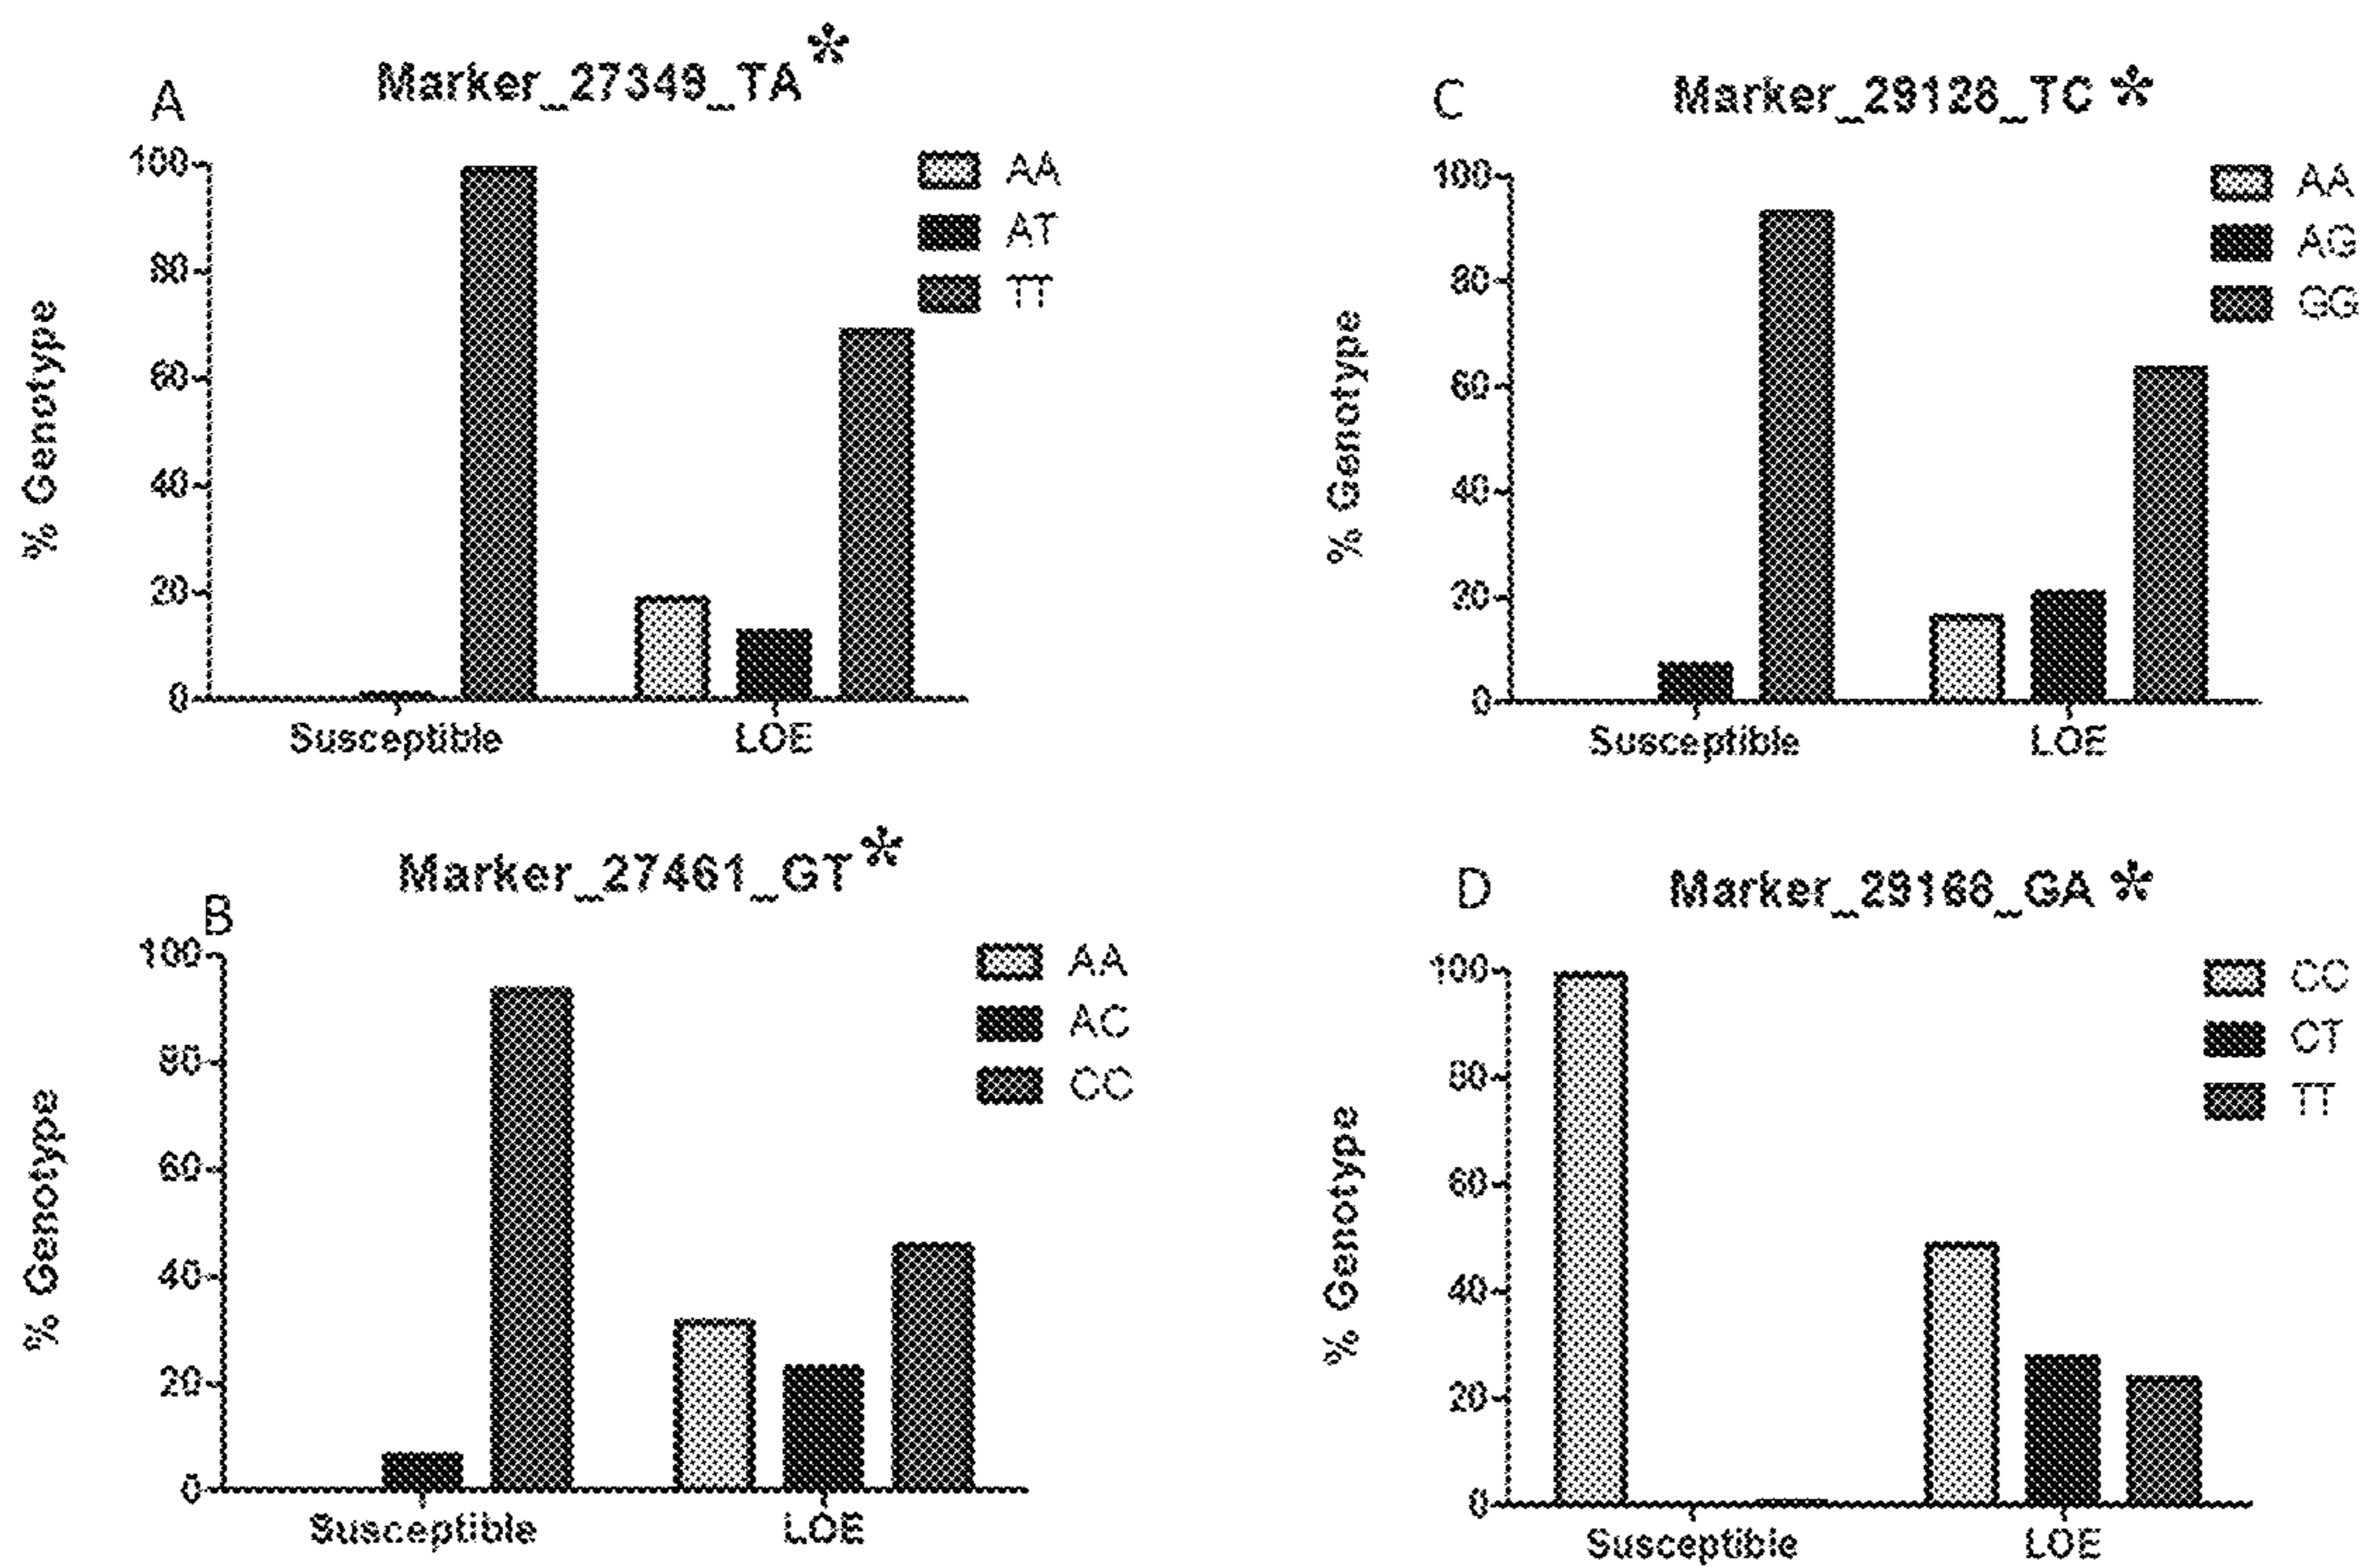 A
Marker_27349_TA *
100
80
60
40
20
0
% Genotype
AA
AT
TT
Susceptible
LOE
B
Marker_27461_GT *
100
80
60
40
20
0
% Genotype
AA
AC
CC
Susceptible
LOE
C
Marker_29128_TC *
100
80
60
40
20
0
% Genotype
AA
AG
GG
Susceptible
LOE
D
Marker_29168_GA *
100
80
60
40
20
0
% Genotype
CC
CT
TT
Susceptible
LOE